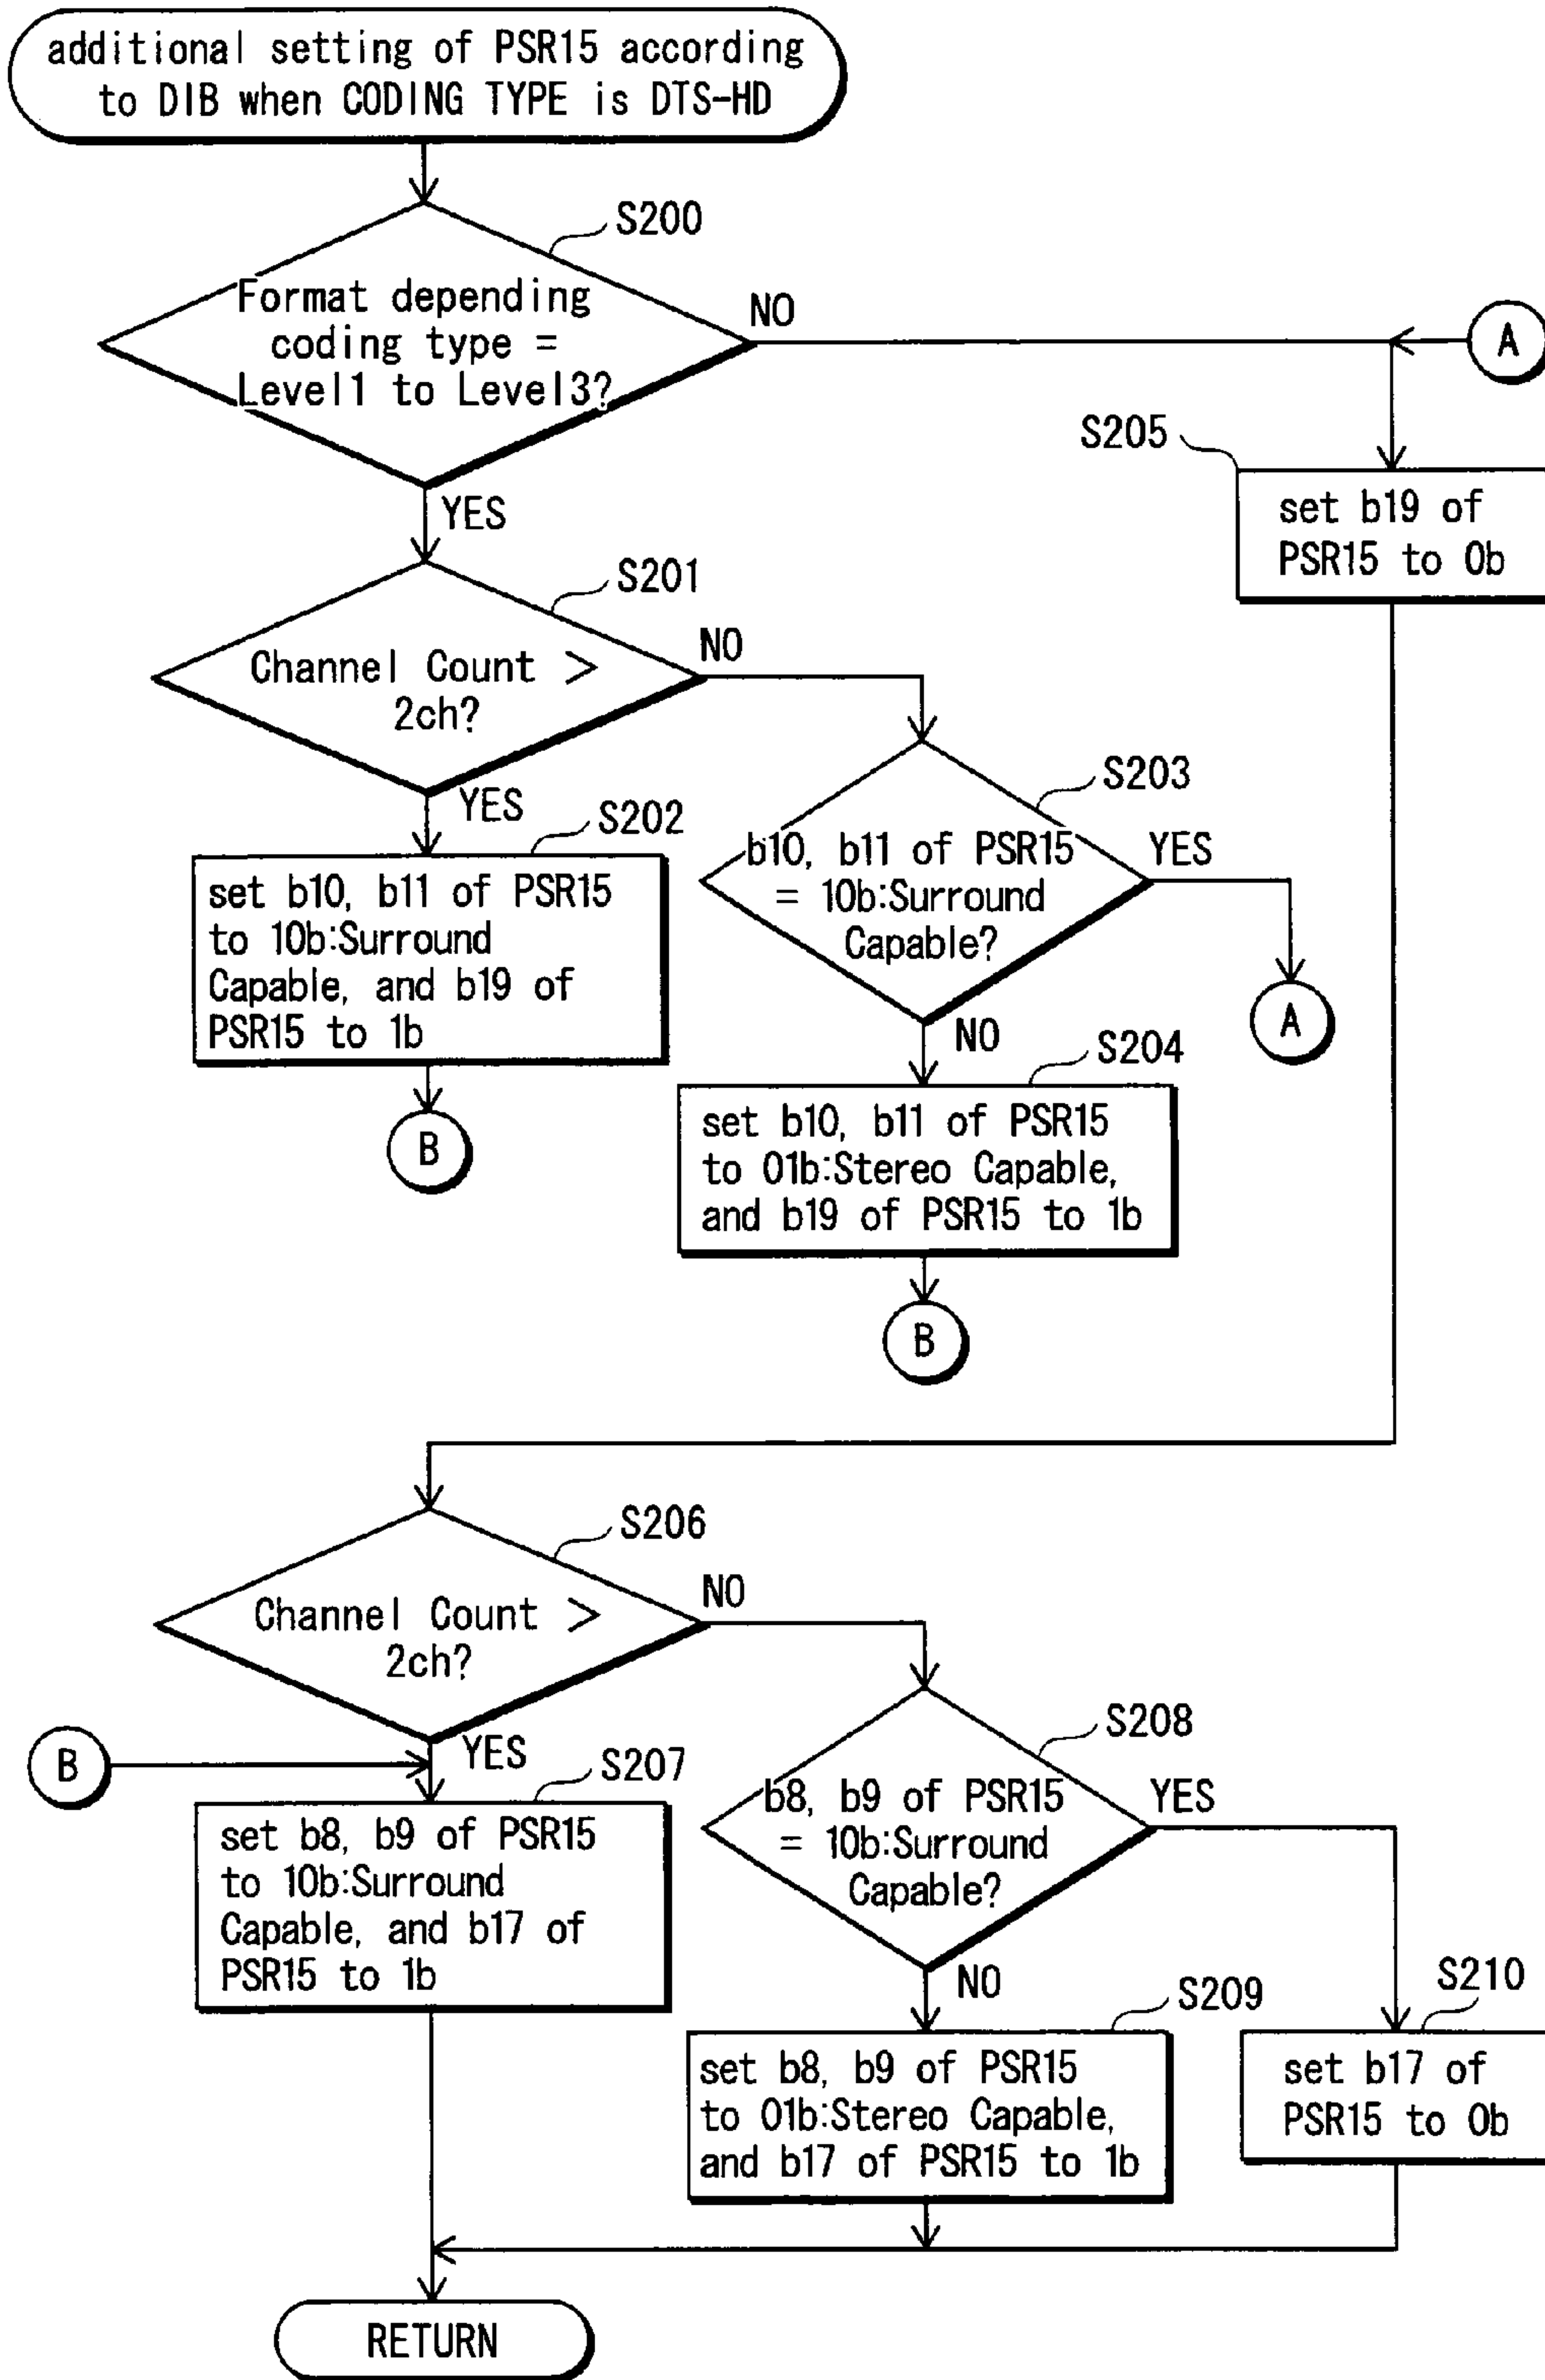 additional setting of PSR15 according
to DIB when CODING TYPE is DTS-HD
S200
Format depending
coding type =
Level1 to Level3?
NO
A
S205
set b19 of
PSR15 to 0b
YES
S201
Channel Count >
2ch?
NO
YES
S202
set b10, b11 of PSR15
to 10b:Surround
Capable, and b19 of
PSR15 to 1b
B
S203
b10, b11 of PSR15
= 10b:Surround
Capable?
YES
A
NO
S204
set b10, b11 of PSR15
to 01b:Stereo Capable,
and b19 of PSR15 to 1b
B
S206
Channel Count >
2ch?
NO
YES
B
S207
set b8, b9 of PSR15
to 10b:Surround
Capable, and b17 of
PSR15 to 1b
S208
b8, b9 of PSR15
= 10b:Surround
Capable?
YES
NO
S209
set b8, b9 of PSR15
to 01b:Stereo Capable,
and b17 of PSR15 to 1b
S210
set b17 of
PSR15 to 0b
RETURN